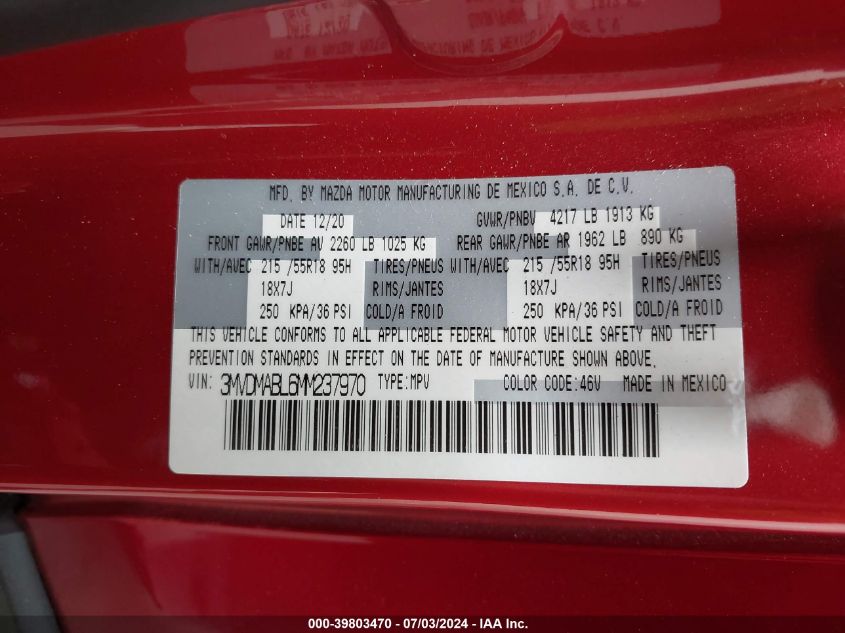 MFD. BY MAZDA MOTOR MANUFACTURING DE MEXICO S.A. DE C.V.
DATE 12/20 GVWR/PNBV 4217 LB 1913 KG
FRONT GAWR/PNBE AV 2260 LB 1025 KG REAR GAWR/PNBE AR 1962 LB 890 KG
WITH/AVEC 215 /55R18 95H TIRES/PNEUS WITH/AVEC 215 /55R18 95H TIRES/PNEUS
18X7J RIMS/JANTES 18X7J RIMS/JANTES
250 KPA/36 PSI COLD/A FROID 250 KPA/36 PSI COLD/A FROID
THIS VEHICLE CONFORMS TO ALL APPLICABLE FEDERAL MOTOR VEHICLE SAFETY AND THEFT
PREVENTION STANDARDS IN EFFECT ON THE DATE OF MANUFACTURE SHOWN ABOVE.
VIN: 3MVDMABL6MM237970 TYPE:MPV COLOR CODE:46V MADE IN MEXICO
000-39803470 - 07/03/2024 - IAA Inc.